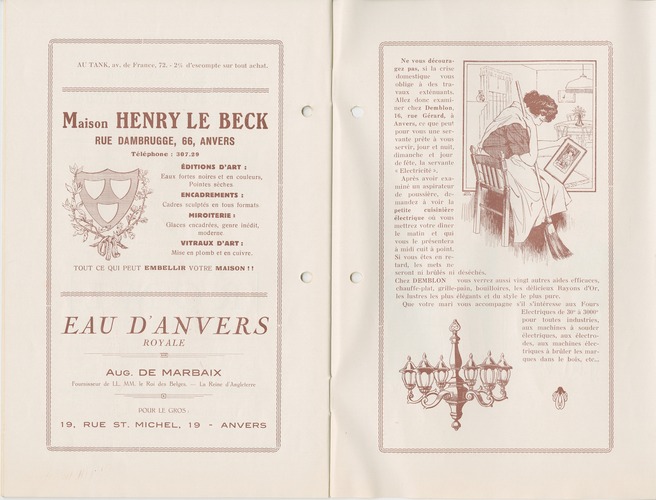 AU TANK, av. de France, 72. - 2% d'escompte sur tout achat.
Maison HENRY LE BECK
RUE DAMBRUGGE, 66, ANVERS
Téléphone : 387.29
ÉDITIONS D'ART :
Eaux fortes noires et en couleurs,
Pointes sèches
ENCADREMENTS :
Cadres sculptés en tous formats
MIROITERIE :
Glaces encadrées, genre inédit,
moderne
VITRAUX D'ART :
Mise en plomb et en cuivre.
TOUT CE QUI PEUT EMBELLIR VOTRE MAISON!!
EAU D'ANVERS
ROYALE
AUG. DE MARBAIX
Fournisseur de LL. MM. le Roi des Belges — La Reine d'Angleterre
POUR LE GROS :
19, RUE ST. MICHEL, 19 - ANVERS
Ne vous découra-
gez pas, si la crise
domestique vous
oblige à des tra-
vaux exténuants.
Allez donc exami-
ner chez Demblon,
16, rue Gérard, à
Anvers, ce que peut
pour vous une ser-
vante prête à vous
servir, jour et nuit,
dimanche et jour
de fête, la servante
« Electricité ».
Après avoir exa-
miné un aspirateur
de poussière, de-
mandez à voir la
petite cuisinière
électrique où vous
mettrez votre dîner
le matin et qui
vous le présentera
à midi cuit à point.
Si vous êtes en re-
tard, les mets ne
seront ni brûlés ni désséchés.
Chez DEMBLON vous verrez aussi vingt autres aides efficaces,
chauffe-plat, grille-pain, bouilloires, les délicieux Rayons d'Or,
les lustres les plus élégants et du style le plus pure.
Que votre mari vous accompagne s'il s'intéresse aux Fours
Electriques de 30° à 3000°
pour toutes industries,
aux machines à souder
électriques, aux électro-
des, aux machines élec-
triques à brûler les mar-
ques dans le bois, etc...